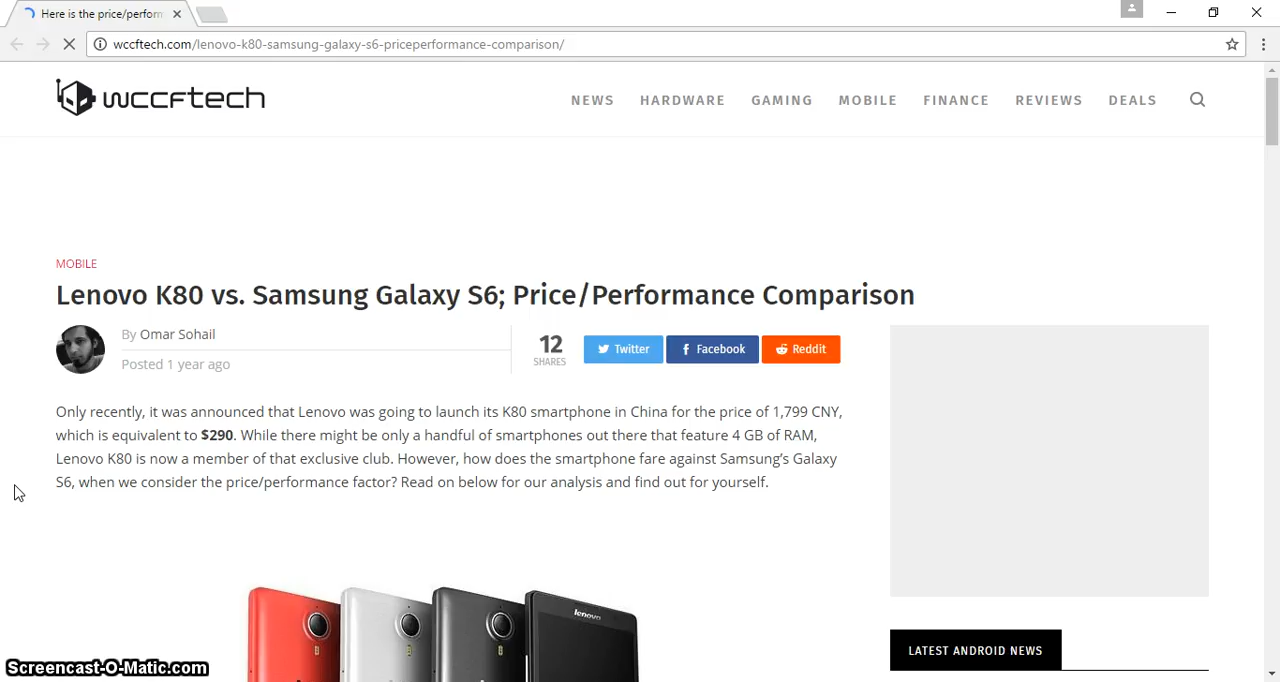 Here is the price/perform
wccftech.com/lenovo-k80-samsung-galaxy-s6-priceperformance-comparison/
wccftech
NEWS HARDWARE GAMING MOBILE FINANCE REVIEWS DEALS
MOBILE
Lenovo K80 vs. Samsung Galaxy S6; Price/Performance Comparison
By Omar Sohail
Posted 1 year ago
12
SHARES
Twitter Facebook Reddit
Only recently, it was announced that Lenovo was going to launch its K80 smartphone in China for the price of 1,799 CNY,
which is equivalent to $290. While there might be only a handful of smartphones out there that feature 4 GB of RAM,
Lenovo K80 is now a member of that exclusive club. However, how does the smartphone fare against Samsung’s Galaxy
S6, when we consider the price/performance factor? Read on below for our analysis and find out for yourself.
lenovo
LATEST ANDROID NEWS
Screencast-O-Matic.com